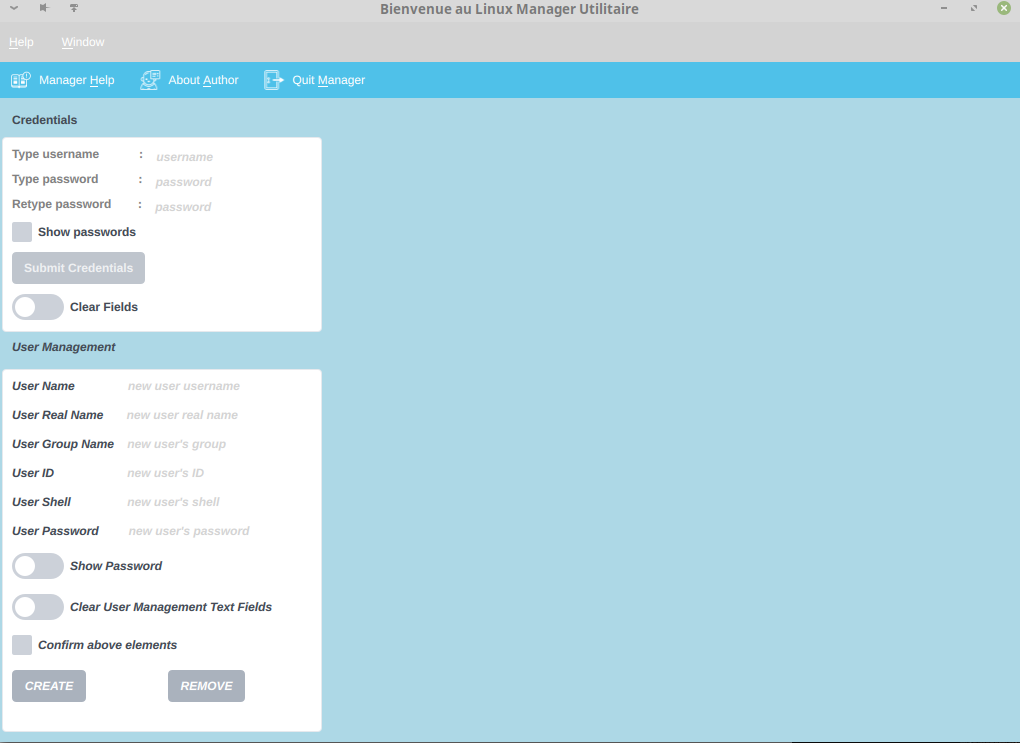 Bienvenue au Linux Manager Utilitaire
Help Window
Manager Help About Author Quit Manager
Credentials
Type username : username
Type password : password
Retype password : password
Show passwords
Submit Credentials
Clear Fields
User Management
User Name new user username
User Real Name new user real name
User Group Name new user's group
User ID new user's ID
User Shell new user's shell
User Password new user's password
Show Password
Clear User Management Text Fields
Confirm above elements
CREATE REMOVE